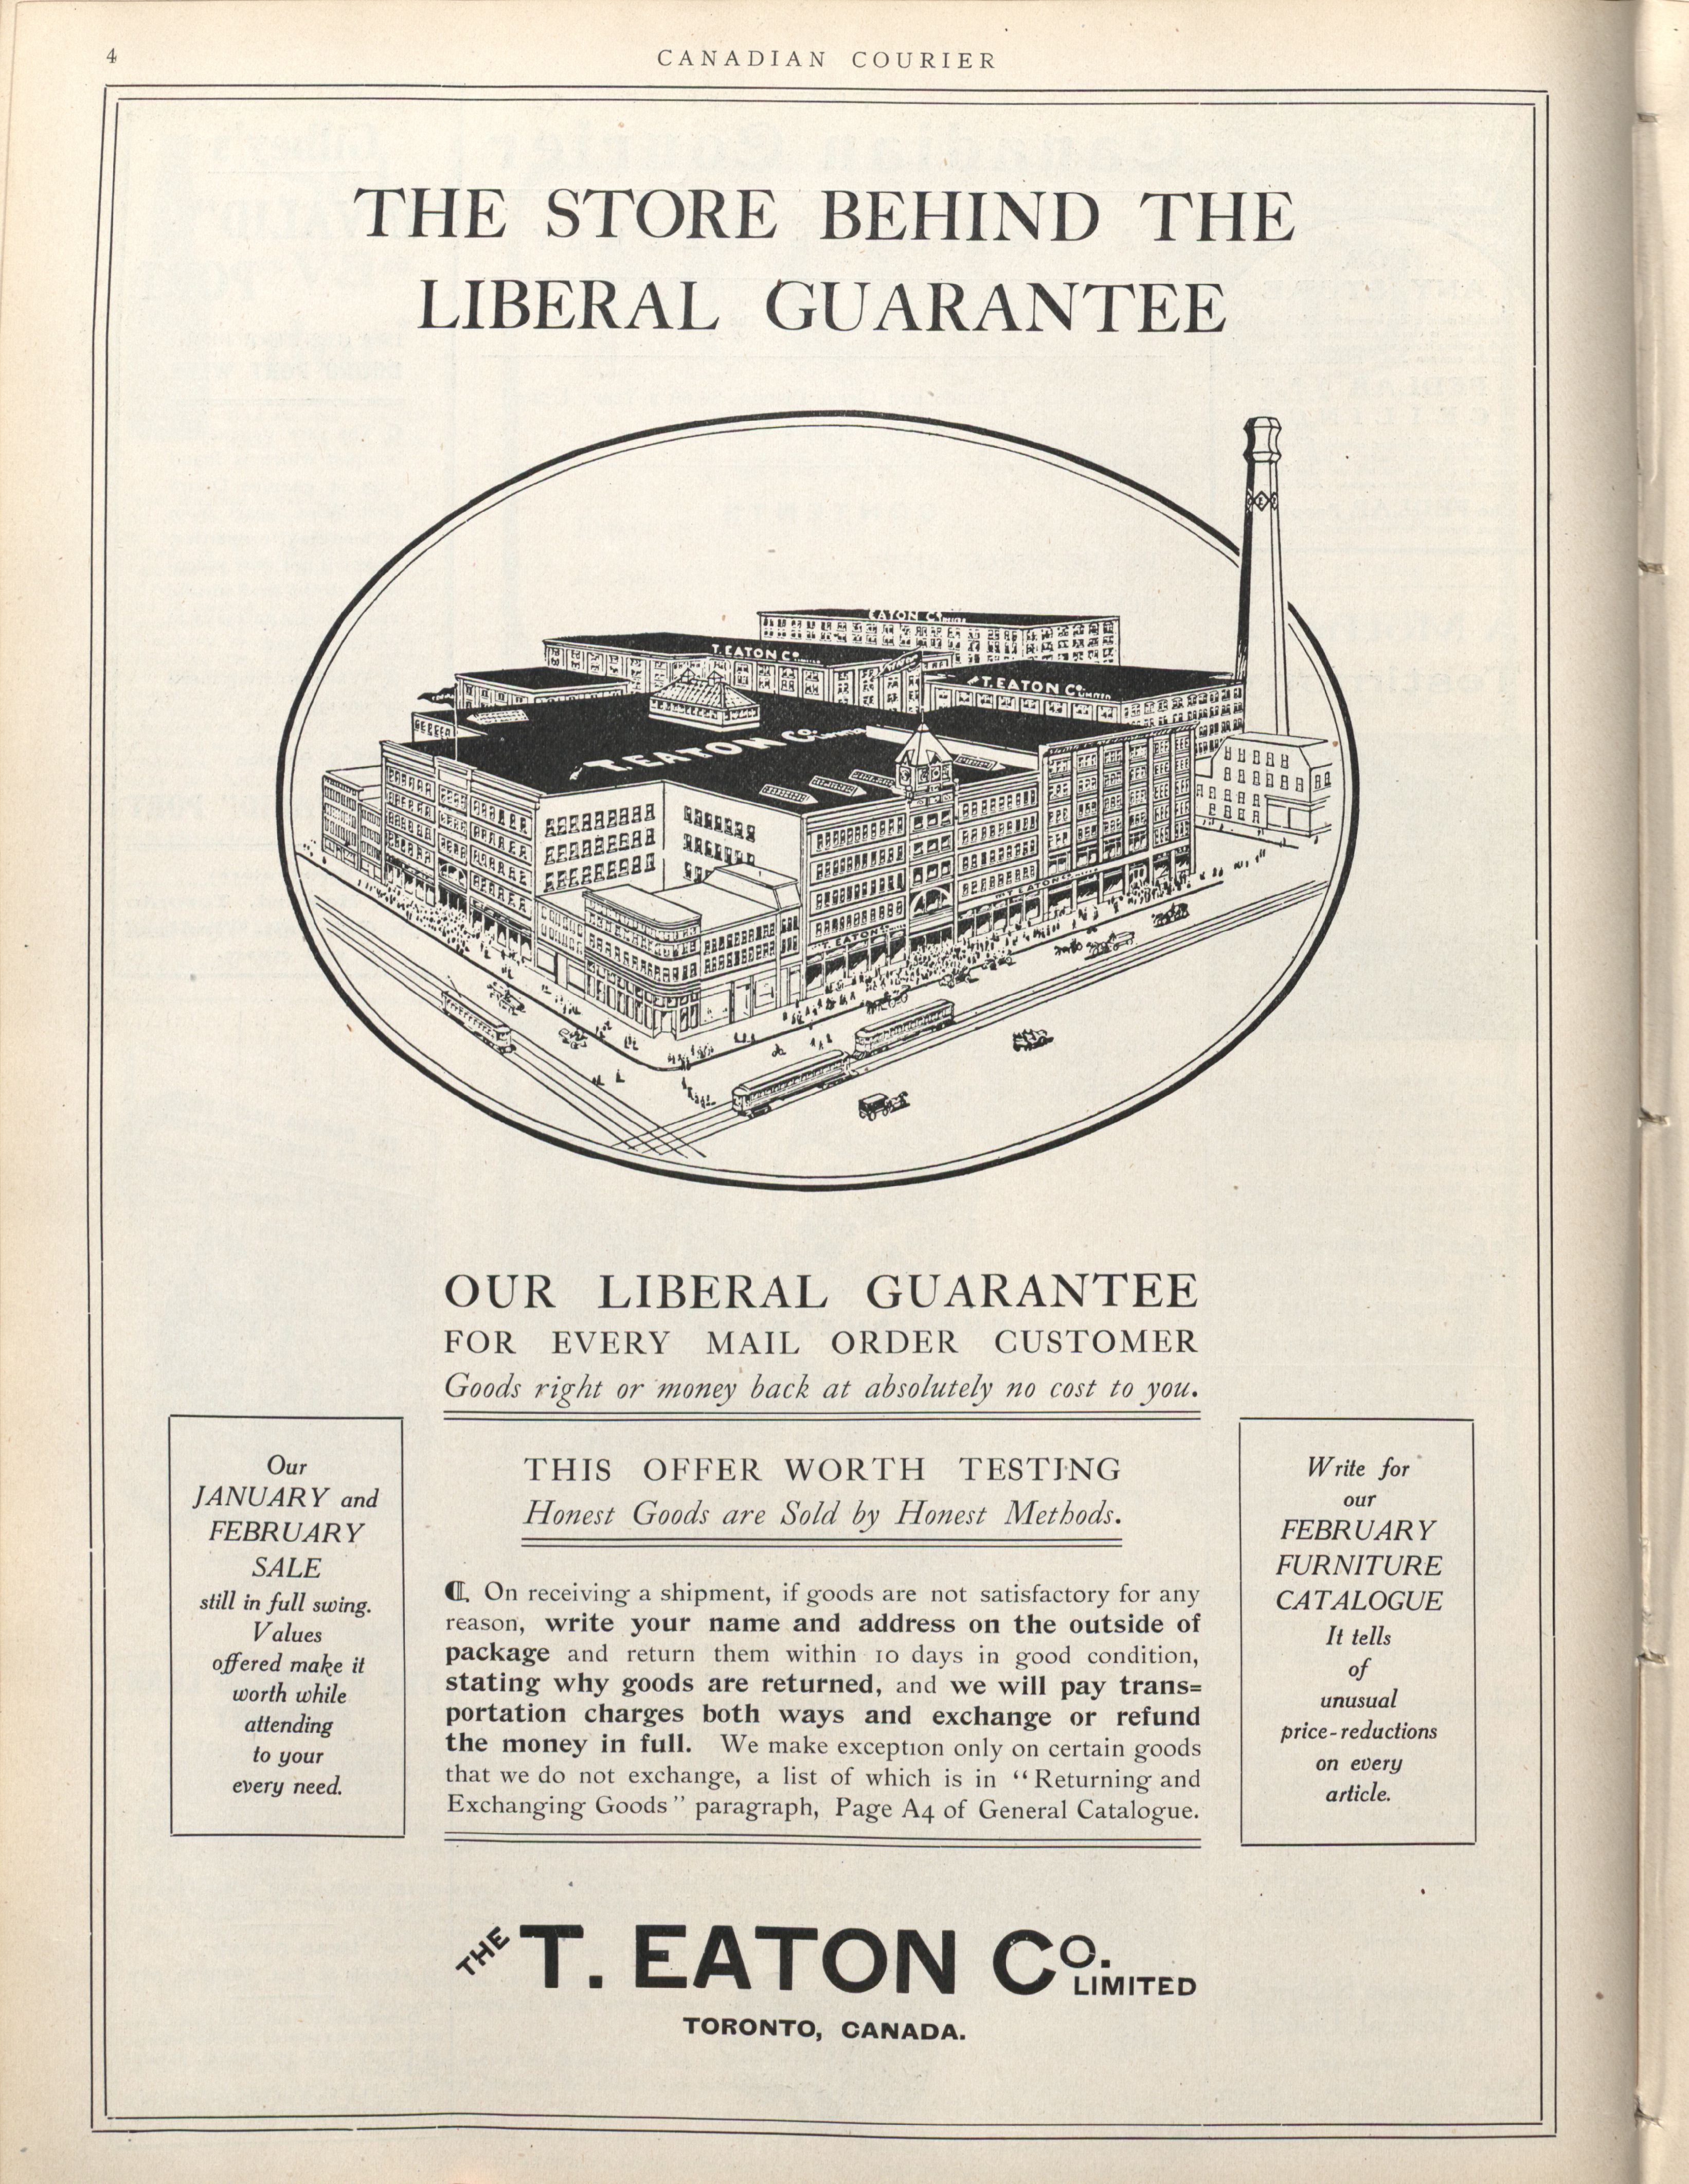 4
CANADIAN COURIER
THE STORE BEHIND THE
LIBERAL GUARANTEE
EATON Co.
T. EATON Co. LIMITED
T. EATON Co. LIMITED
T. EATON Co. LIMITED
T. EATON Co.
T. EATON Co.
OUR LIBERAL GUARANTEE
FOR EVERY MAIL ORDER CUSTOMER
Goods right or money back at absolutely no cost to you.
Our
JANUARY and
FEBRUARY
SALE
still in full swing.
Values
offered make it
worth while
attending
to your
every need.
THIS OFFER WORTH TESTING
Honest Goods are Sold by Honest Methods.
¶ On receiving a shipment, if goods are not satisfactory for any
reason, write your name and address on the outside of
package and return them within 10 days in good condition,
stating why goods are returned, and we will pay trans=
portation charges both ways and exchange or refund
the money in full. We make exception only on certain goods
that we do not exchange, a list of which is in “Returning and
Exchanging Goods” paragraph, Page A4 of General Catalogue.
Write for
our
FEBRUARY
FURNITURE
CATALOGUE
It tells
of
unusual
price-reductions
on every
article.
THE T. EATON Co. LIMITED
TORONTO, CANADA.